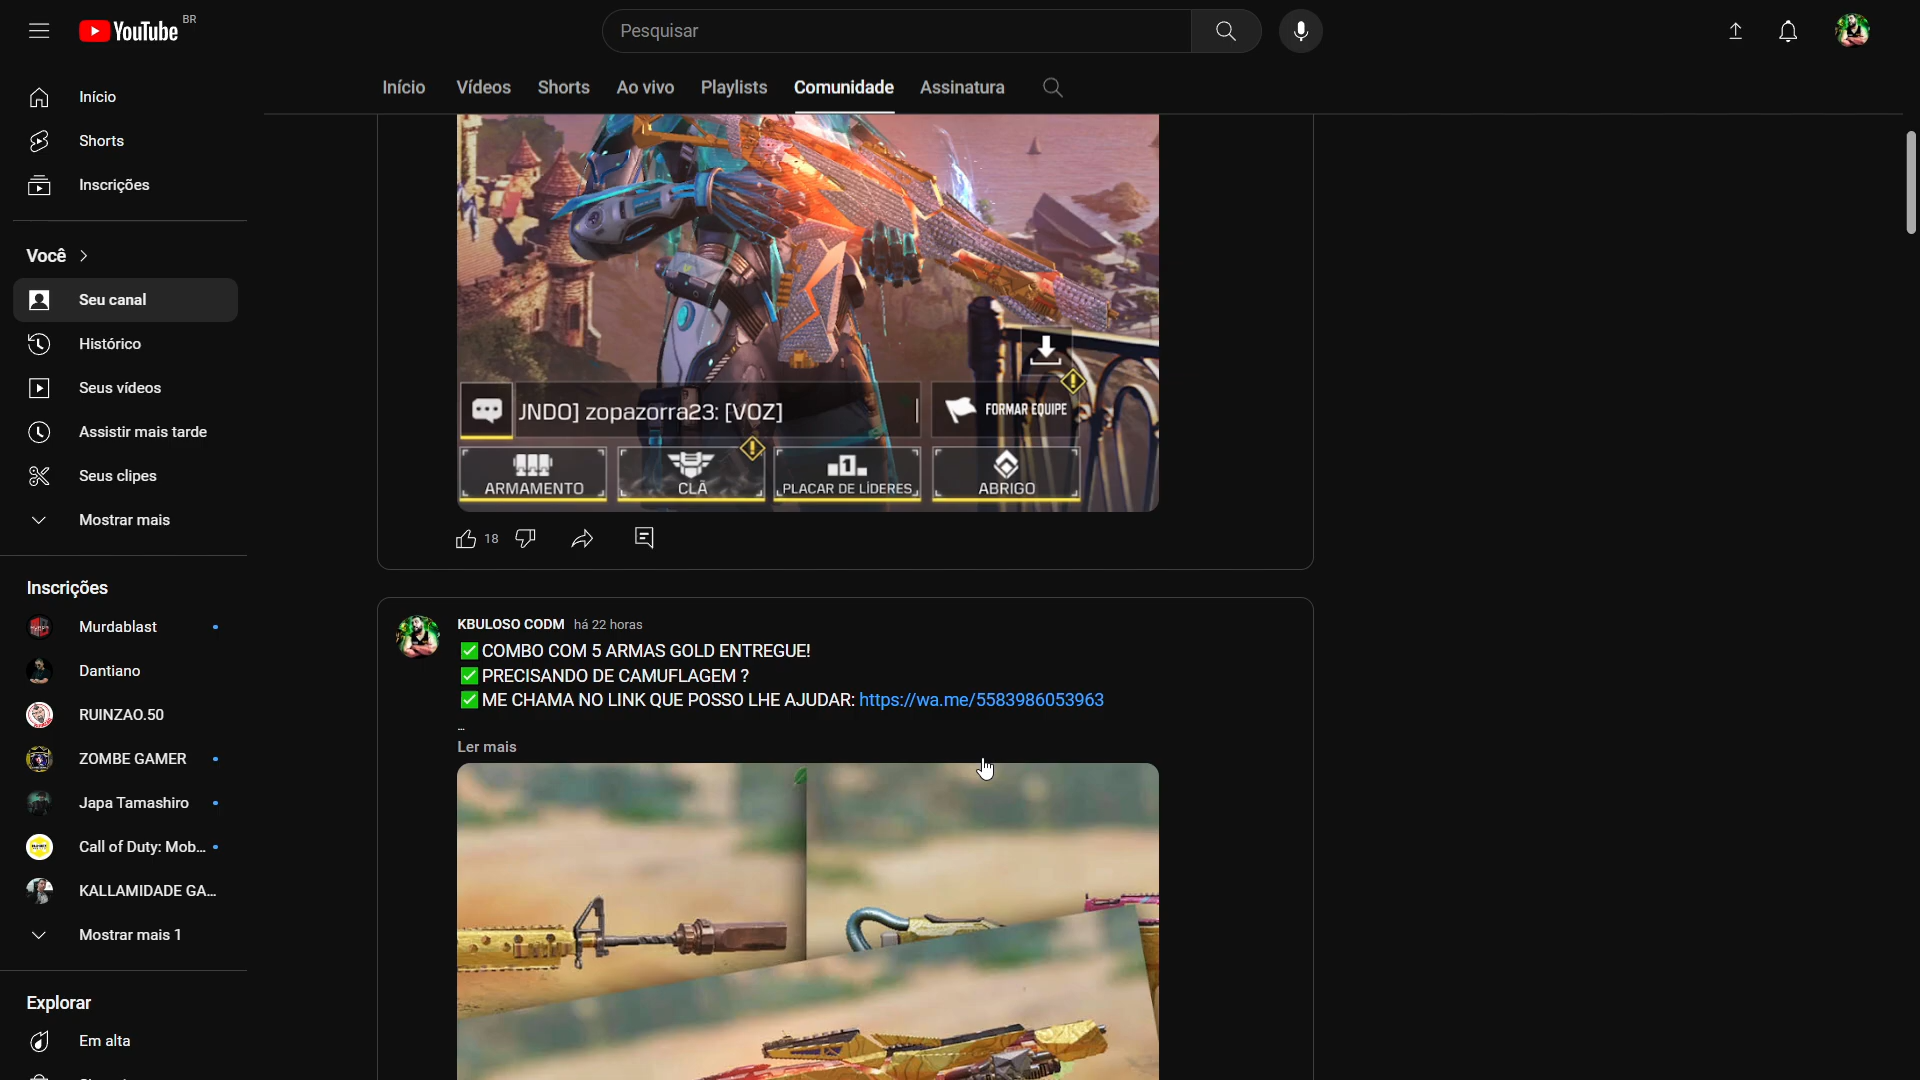 YouTube BR
Pesquisar
Início
Vídeos
Shorts
Ao vivo
Playlists
Comunidade
Assinatura
Início
Shorts
Inscrições
Você
Seu canal
Histórico
Seus vídeos
Assistir mais tarde
Seus clipes
Mostrar mais
Inscrições
Murdablast
Dantiano
RUINZAO.50
ZOMBE GAMER
Japa Tamashiro
Call of Duty: Mob...
KALLAMIDADE GA...
Mostrar mais 1
Explorar
Em alta
JNDO] zopazorra23: [VOZ]
FORMAR EQUIPE
ARMAMENTO
CLÃ
1
PLACAR DE LÍDERES
ABRIGO
18
KBULOSO CODM há 22 horas
✅COMBO COM 5 ARMAS GOLD ENTREGUE!
✅PRECISANDO DE CAMUFLAGEM ?
✅ME CHAMA NO LINK QUE POSSO LHE AJUDAR: https://wa.me/5583986053963
...
Ler mais